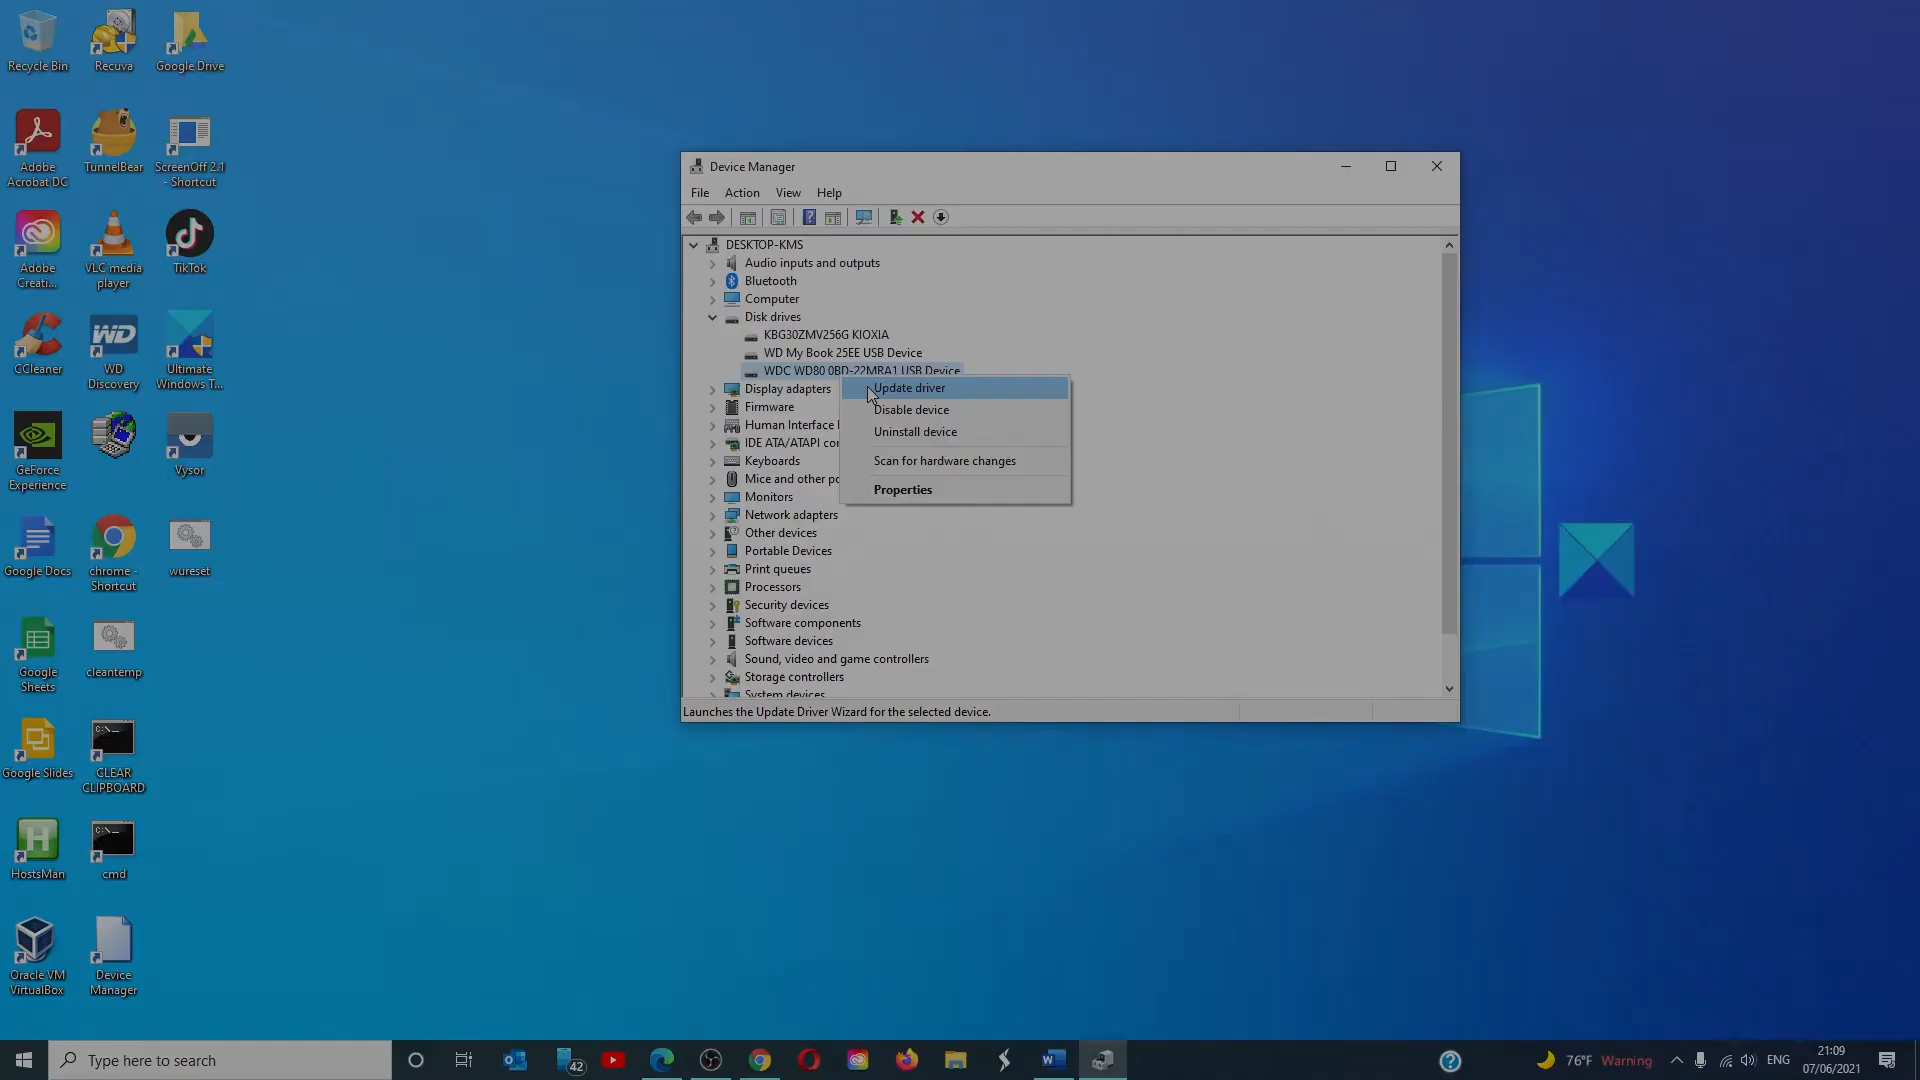 Recycle Bin
Recuva
Google Drive
Adobe
Acrobat DC
TunnelBear
ScreenOff 2.1
- Shortcut
Adobe
Creati...
VLC media
player
TikTok
CCleaner
WD
WD
Discovery
Ultimate
Windows T...
GeForce
Experience
Vysor
Google Docs
chrome -
Shortcut
wureset
Google
Sheets
cleantemp
Google Slides
CLEAR
CLIPBOARD
H
HostsMan
cmd
Oracle VM
VirtualBox
Device
Manager
Device Manager
File Action View Help
DESKTOP-KMS
Audio inputs and outputs
Bluetooth
Computer
Disk drives
KBG30ZMV256G KIOXIA
WD My Book 25EE USB Device
WDC WD80 0BD-22MRA1 USB Device
Display adapters
Firmware
Human Interface
IDE ATA/ATAPI cor
Keyboards
Mice and other po
Monitors
Network adapters
Other devices
Portable Devices
Print queues
Processors
Security devices
Software components
Software devices
Sound, video and game controllers
Storage controllers
System devices
Update driver
Disable device
Uninstall device
Scan for hardware changes
Properties
Launches the Update Driver Wizard for the selected device.
Type here to search
42
76°F Warning
ENG
21:09
07/06/2021